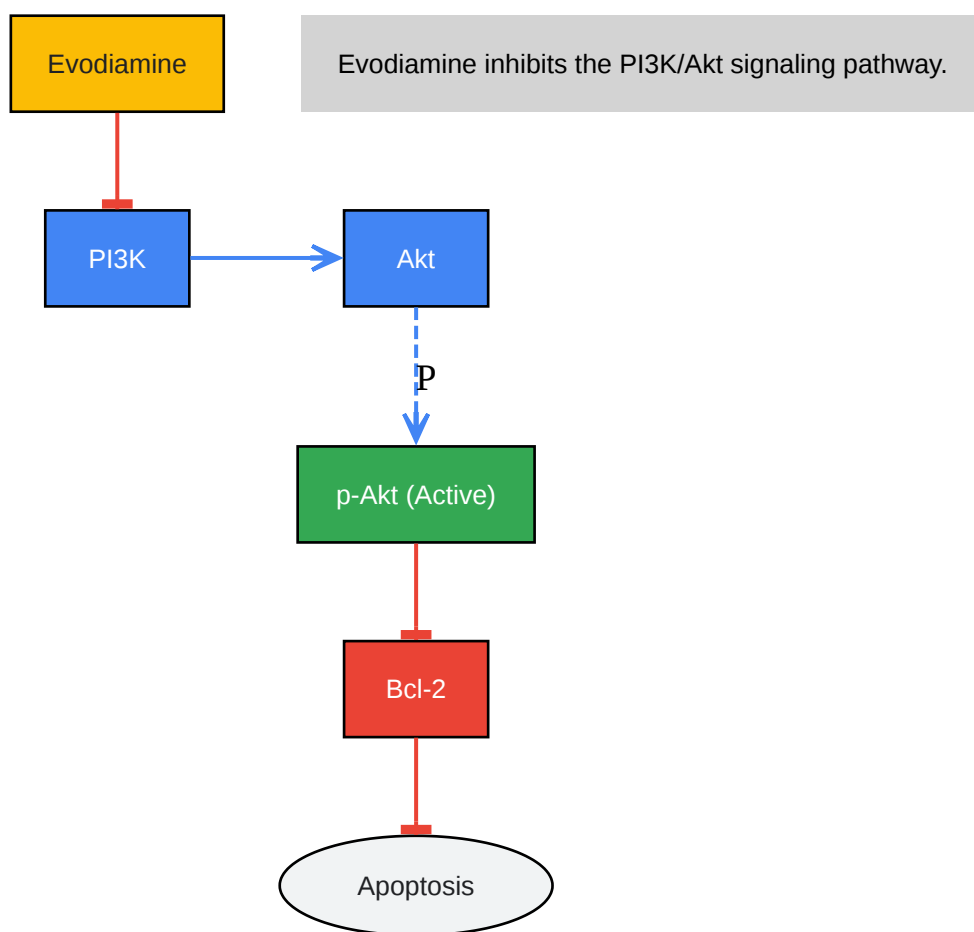 Evodiamine
Evodiamine inhibits the PI3K/Akt signaling pathway.
PI3K
Akt
P
p-Akt (Active)
Bcl-2
Apoptosis